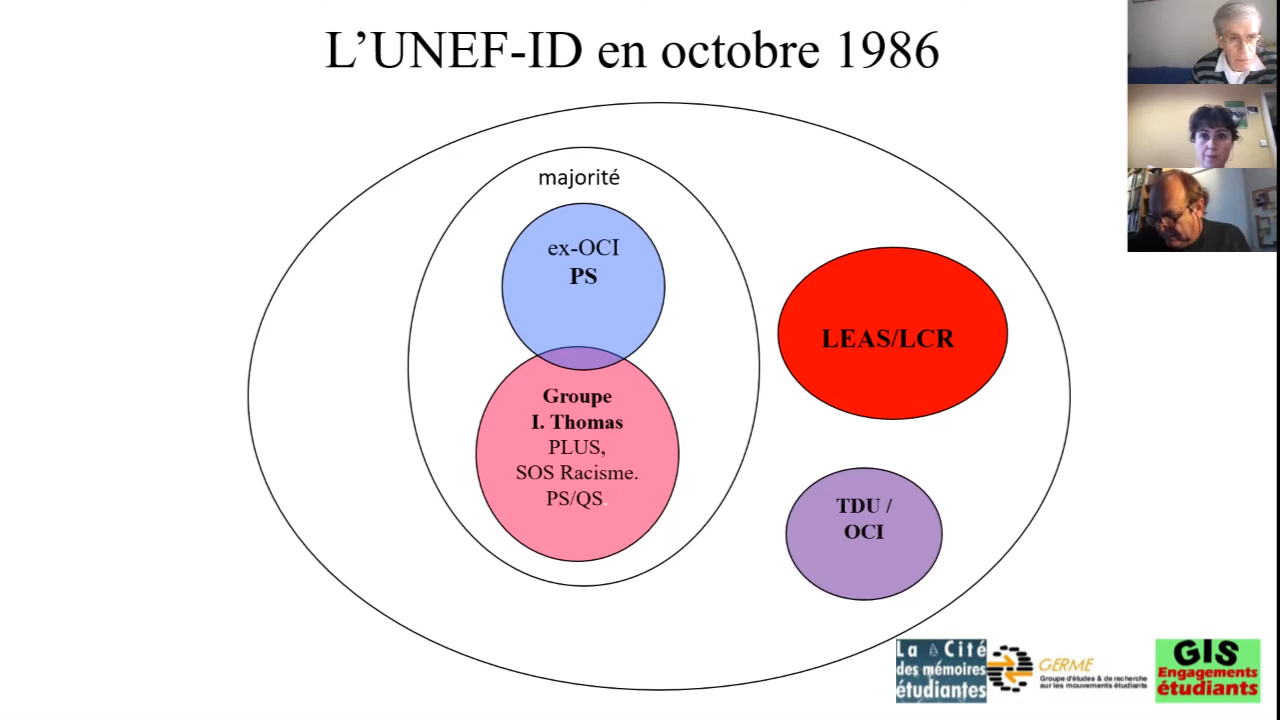 L’UNEF-ID en octobre 1986
majorité
ex-OCI
PS
Groupe
I. Thomas
PLUS,
SOS Racisme.
PS/QS.
LEAS/LCR
TDU /
OCI
La Cité
des mémoires
étudiantes
GERME
Groupe d'études & de recherche
sur les mouvements étudiants
GIS
Engagements
étudiants